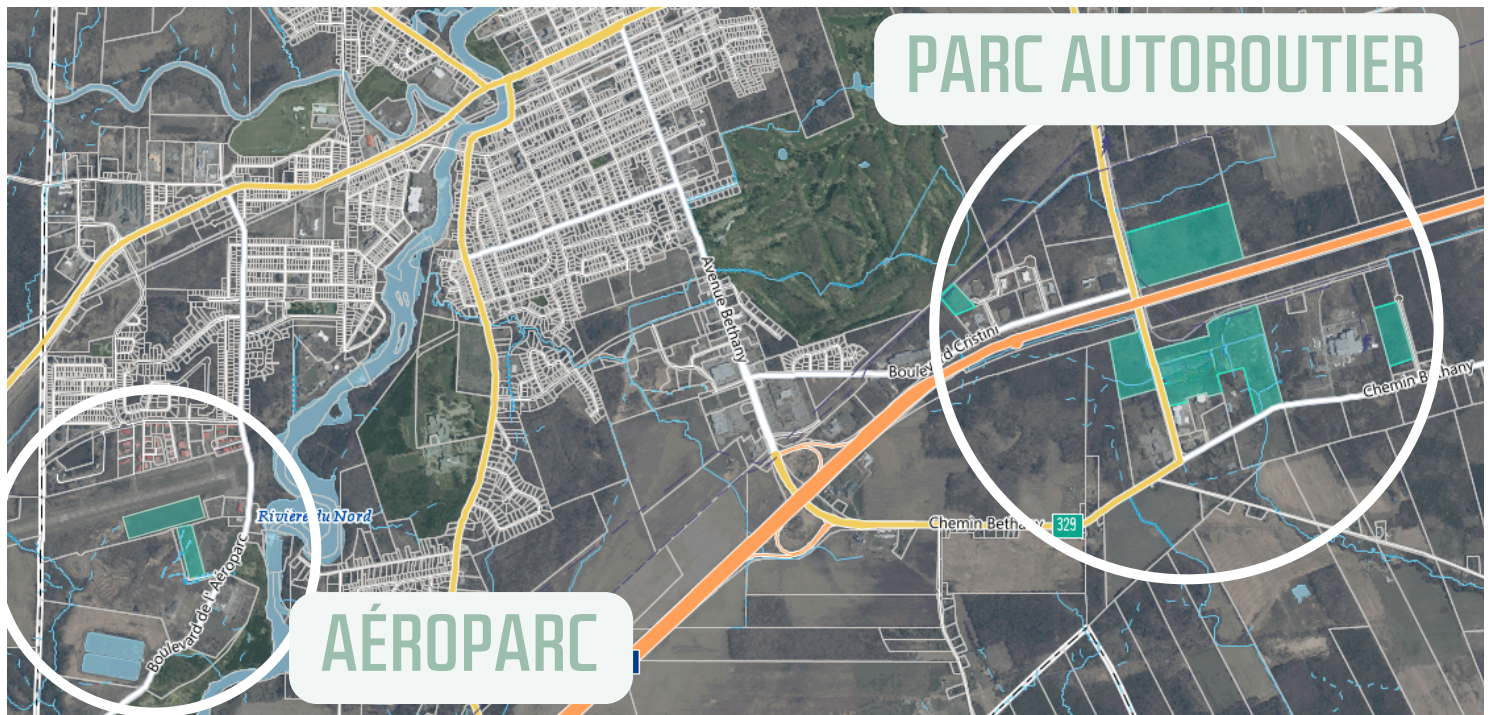 PARC AUTOROUTIER
Avenue Bethany
Boulevard Cristini
Chemin Bethany
Rivière du Nord
Chemin Bethany
329
Boulevard de l' Aéroparc
AÉROPARC